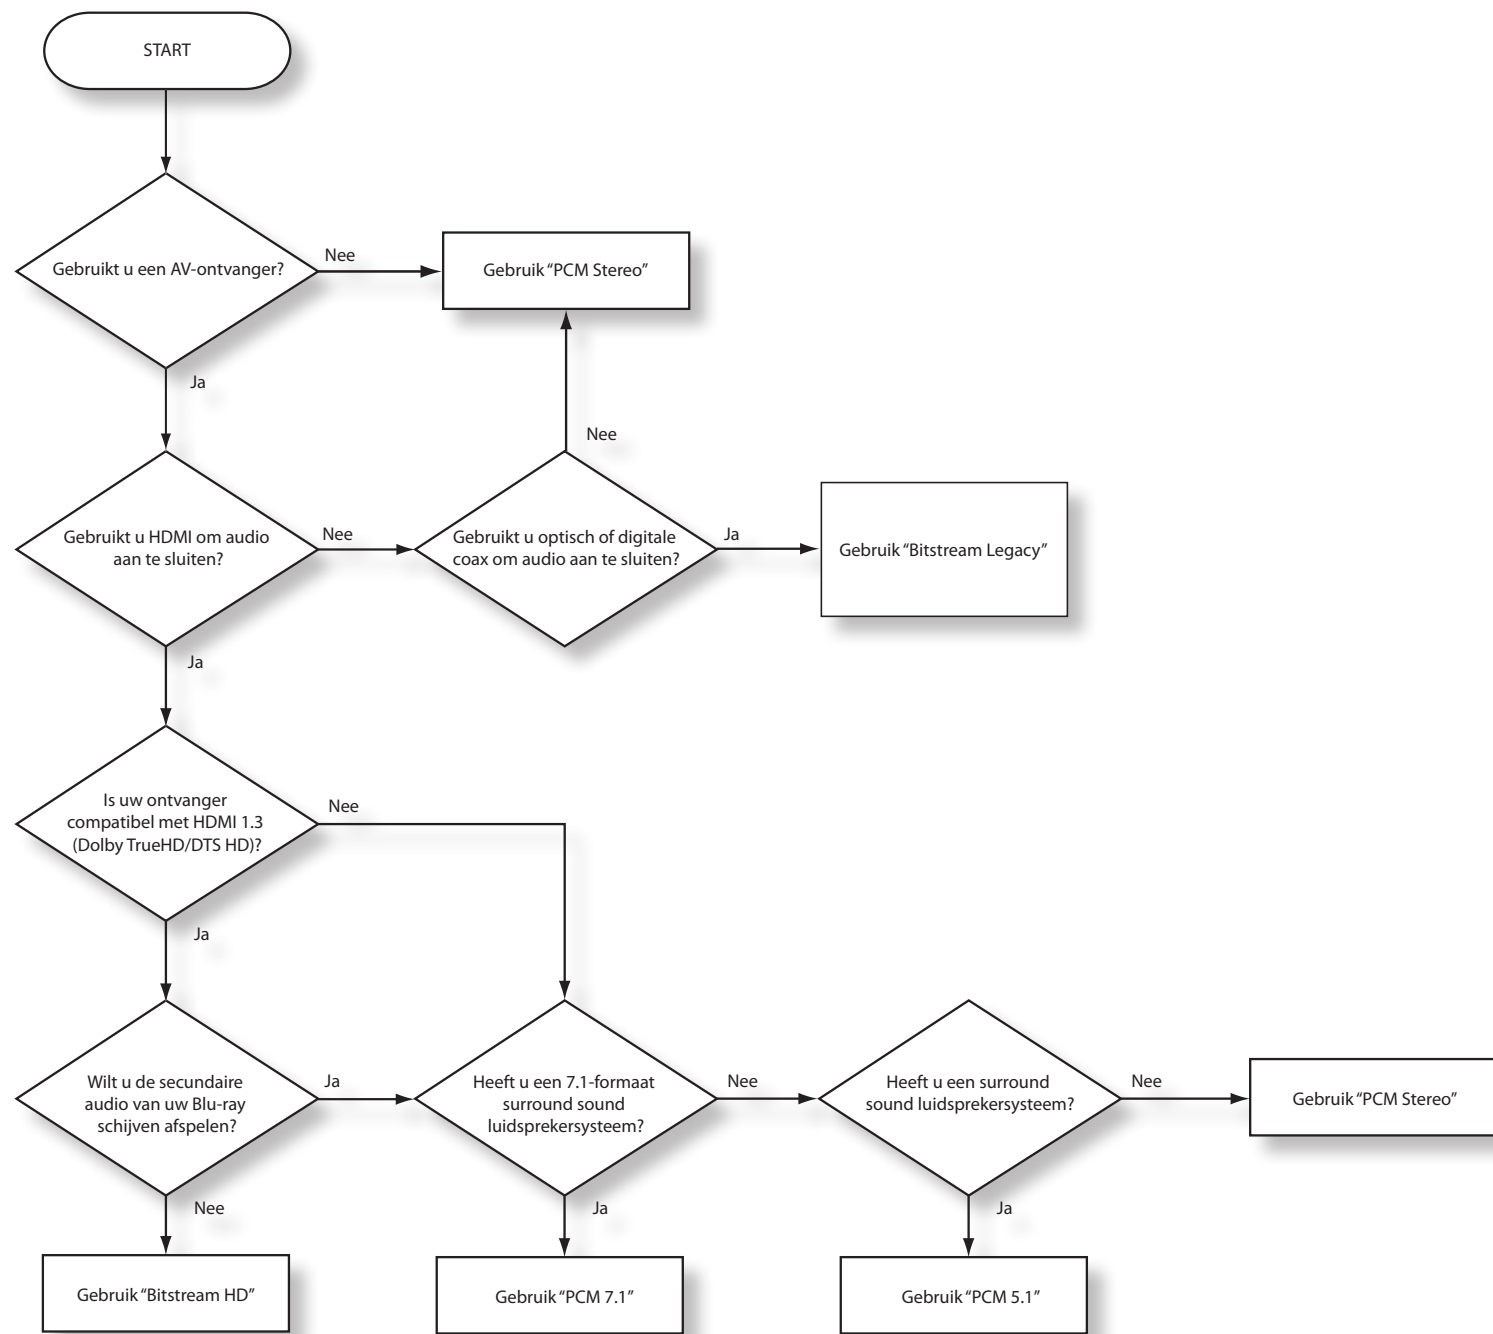 START
Gebruikt u een AV-ontvanger?
Nee
Gebruik “PCM Stereo”
Ja
Nee
Gebruikt u HDMI om audio
aan te sluiten?
Nee
Gebruikt u optisch of digitale
coax om audio aan te sluiten?
Ja
Gebruik “Bitstream Legacy”
Ja
Is uw ontvanger
compatibel met HDMI 1.3
(Dolby TrueHD/DTS HD)?
Nee
Ja
Wilt u de secundaire
audio van uw Blu-ray
schijven afspelen?
Ja
Heeft u een 7.1-formaat
surround sound
luidsprekersysteem?
Nee
Heeft u een surround
sound luidsprekersysteem?
Nee
Gebruik “PCM Stereo”
Nee
Ja
Ja
Gebruik “Bitstream HD”
Gebruik “PCM 7.1”
Gebruik “PCM 5.1”